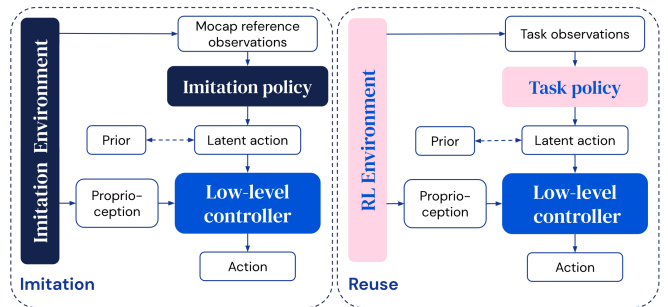 Imitation Environment
Mocap reference
observations
Imitation policy
Prior
Latent action
Proprio-
ception
Low-level
controller
Action
Imitation
RL Environment
Task observations
Task policy
Prior
Latent action
Proprio-
ception
Low-level
controller
Action
Reuse